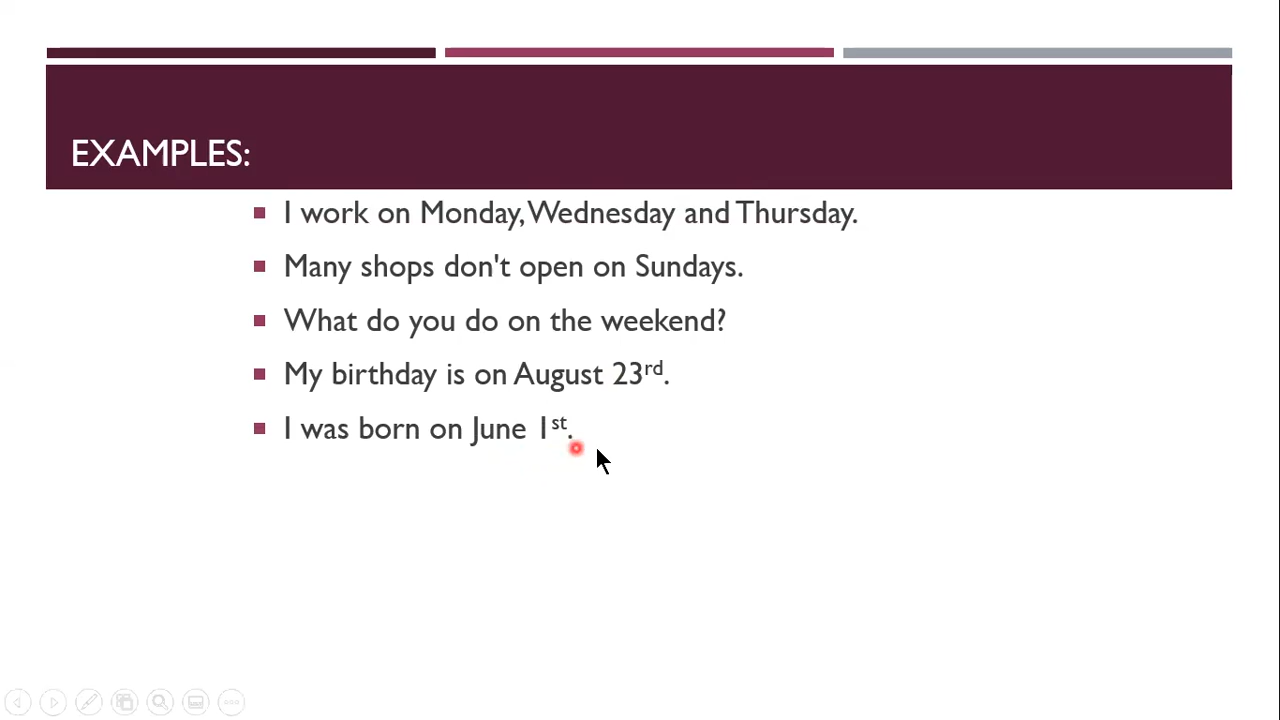 EXAMPLES:
I work on Monday, Wednesday and Thursday.
Many shops don't open on Sundays.
What do you do on the weekend?
My birthday is on August 23rd.
I was born on June 1st.